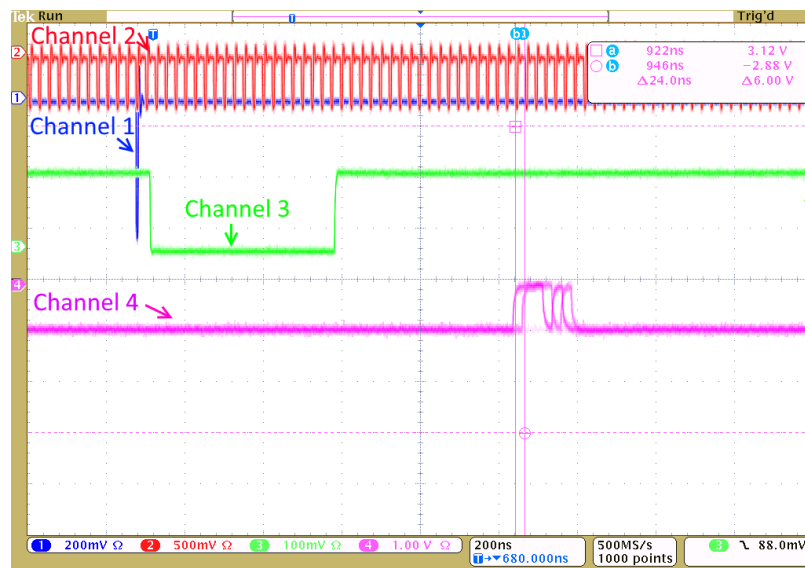 Tek Run Trig'd
Channel 2
T
T
b1
2
a 922ns 3.12 V
b 946ns −2.88 V
Δ24.0ns Δ6.00 V
1
Channel 1
Channel 3
3
4
Channel 4
1 200mV Ω 2 500mV Ω 3 100mV Ω 4 1.00 V Ω
200ns
T→▼680.000ns
500MS/s
1000 points
3 ∖ 88.0mV